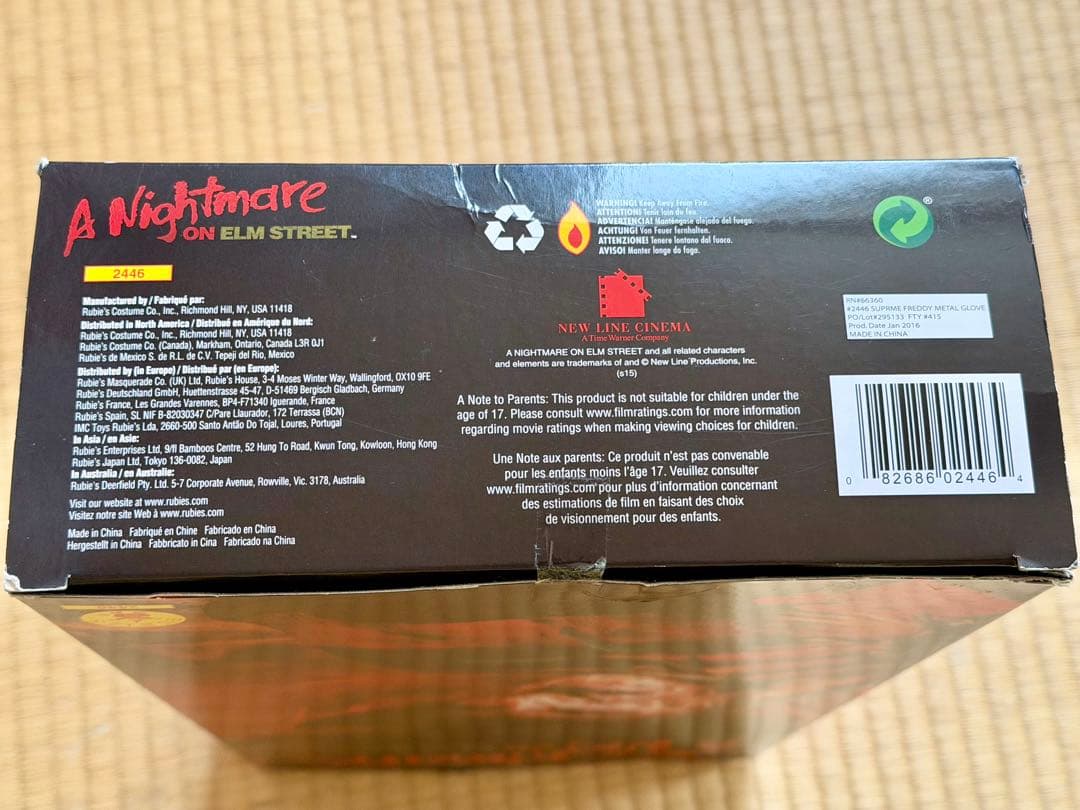 A Nightmare
ON ELM STREET™
2446
Manufactured by / Fabriqué par:
Rubie's Costume Co., Inc., Richmond Hill, NY, USA 11418
Distributed in North America / Distribué en Amérique du Nord:
Rubie's Costume Co., Inc., Richmond Hill, NY, USA 11418
Rubie's Costume Co. (Canada), Markham, Ontario, Canada L3R 0J1
Rubie's de Mexico S. de R.L. de C.V. Tepeji del Rio, Mexico
Distributed by (in Europe) / Distribué par (en Europe):
Rubie's Masquerade Co. (UK) Ltd, Rubie's House, 3-4 Moses Winter Way, Wallingford, OX10 9FE
Rubie's Deutschland GmbH, Huettenstrasse 45-47, D-51469 Bergisch Gladbach, Germany
Rubie's France, Les Grandes Varennes, BP4-F71340 Iguerande, France
Rubie's Spain, SL NIF B-82030347 C/Pare Llaurador, 172 Terrassa (BCN)
IMC Toys Rubie's Lda, 2660-500 Santo Antão Do Tojal, Loures, Portugal
In Asia / en Asie:
Rubie's Enterprises Ltd, 9/fl Bamboos Centre, 52 Hung To Road, Kwun Tong, Kowloon, Hong Kong
Rubie's Japan Ltd, Tokyo 136-0082, Japan
In Australia / en Australie:
Rubie's Deerfield Pty. Ltd. 5-7 Corporate Avenue, Rowville, Vic. 3178, Australia
Visit our website at www.rubies.com
Visitez notre site Web à www.rubies.com
Made in China Fabriqué en Chine Fabricado en China
Hergestellt in China Fabbricato in Cina Fabricado na China
WARNING! Keep Away From Fire.
ATTENTION! Tenir loin du feu.
ADVERTENCIA! Manténgase alejado del fuego.
ACHTUNG! Von Feuer fernhalten.
ATTENZIONE! Tenere lontano dal fuoco.
AVISO! Manter longe do fogo.
NEW LINE CINEMA
A Time Warner Company
A NIGHTMARE ON ELM STREET and all related characters
and elements are trademarks of and © New Line Productions, Inc.
(s15)
A Note to Parents: This product is not suitable for children under the
age of 17. Please consult www.filmratings.com for more information
regarding movie ratings when making viewing choices for children.
Une Note aux parents: Ce produit n'est pas convenable
pour les enfants moins l'âge 17. Veuillez consulter
www.filmratings.com pour plus d'information concernant
des estimations de film en faisant des choix
de visionnement pour des enfants.
®
RN#66360
#2446 SUPRME FREDDY METAL GLOVE
PO/Lot#295133 FTY #415
Prod. Date Jan 2016
MADE IN CHINA
0 82686 02446 4